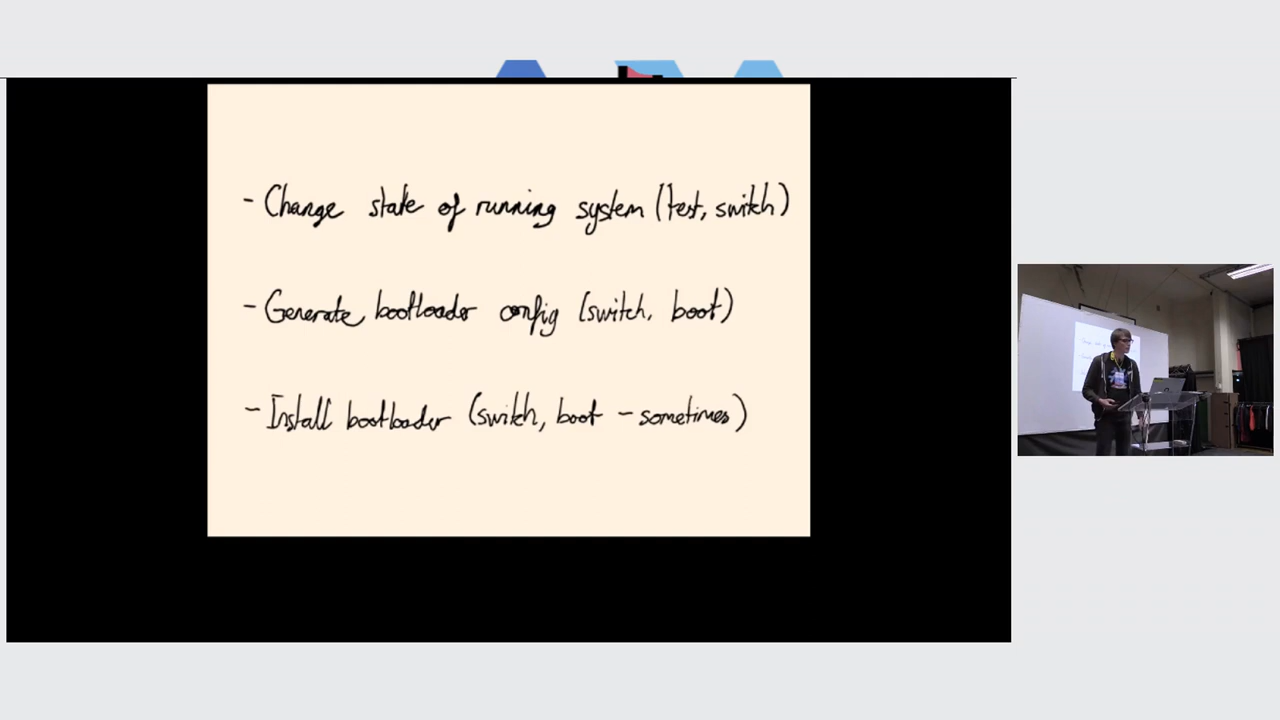 - Change state of running system (test, switch)
- Generate bootloader config (switch, boot)
- Install bootloader (switch, boot - sometimes)